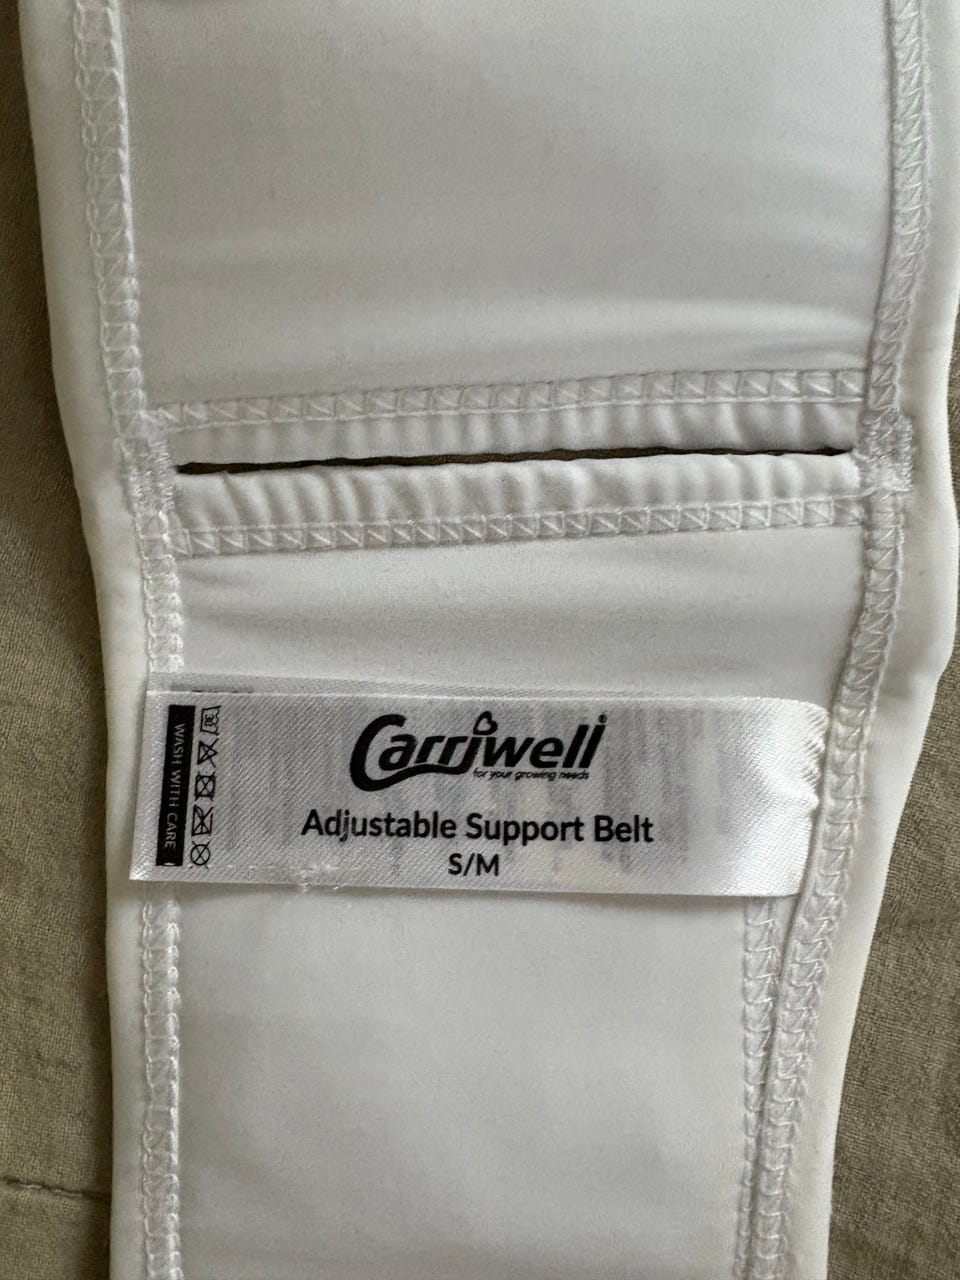 WASH WITH CARE
Carriwell
for your growing needs
Adjustable Support Belt
S/M